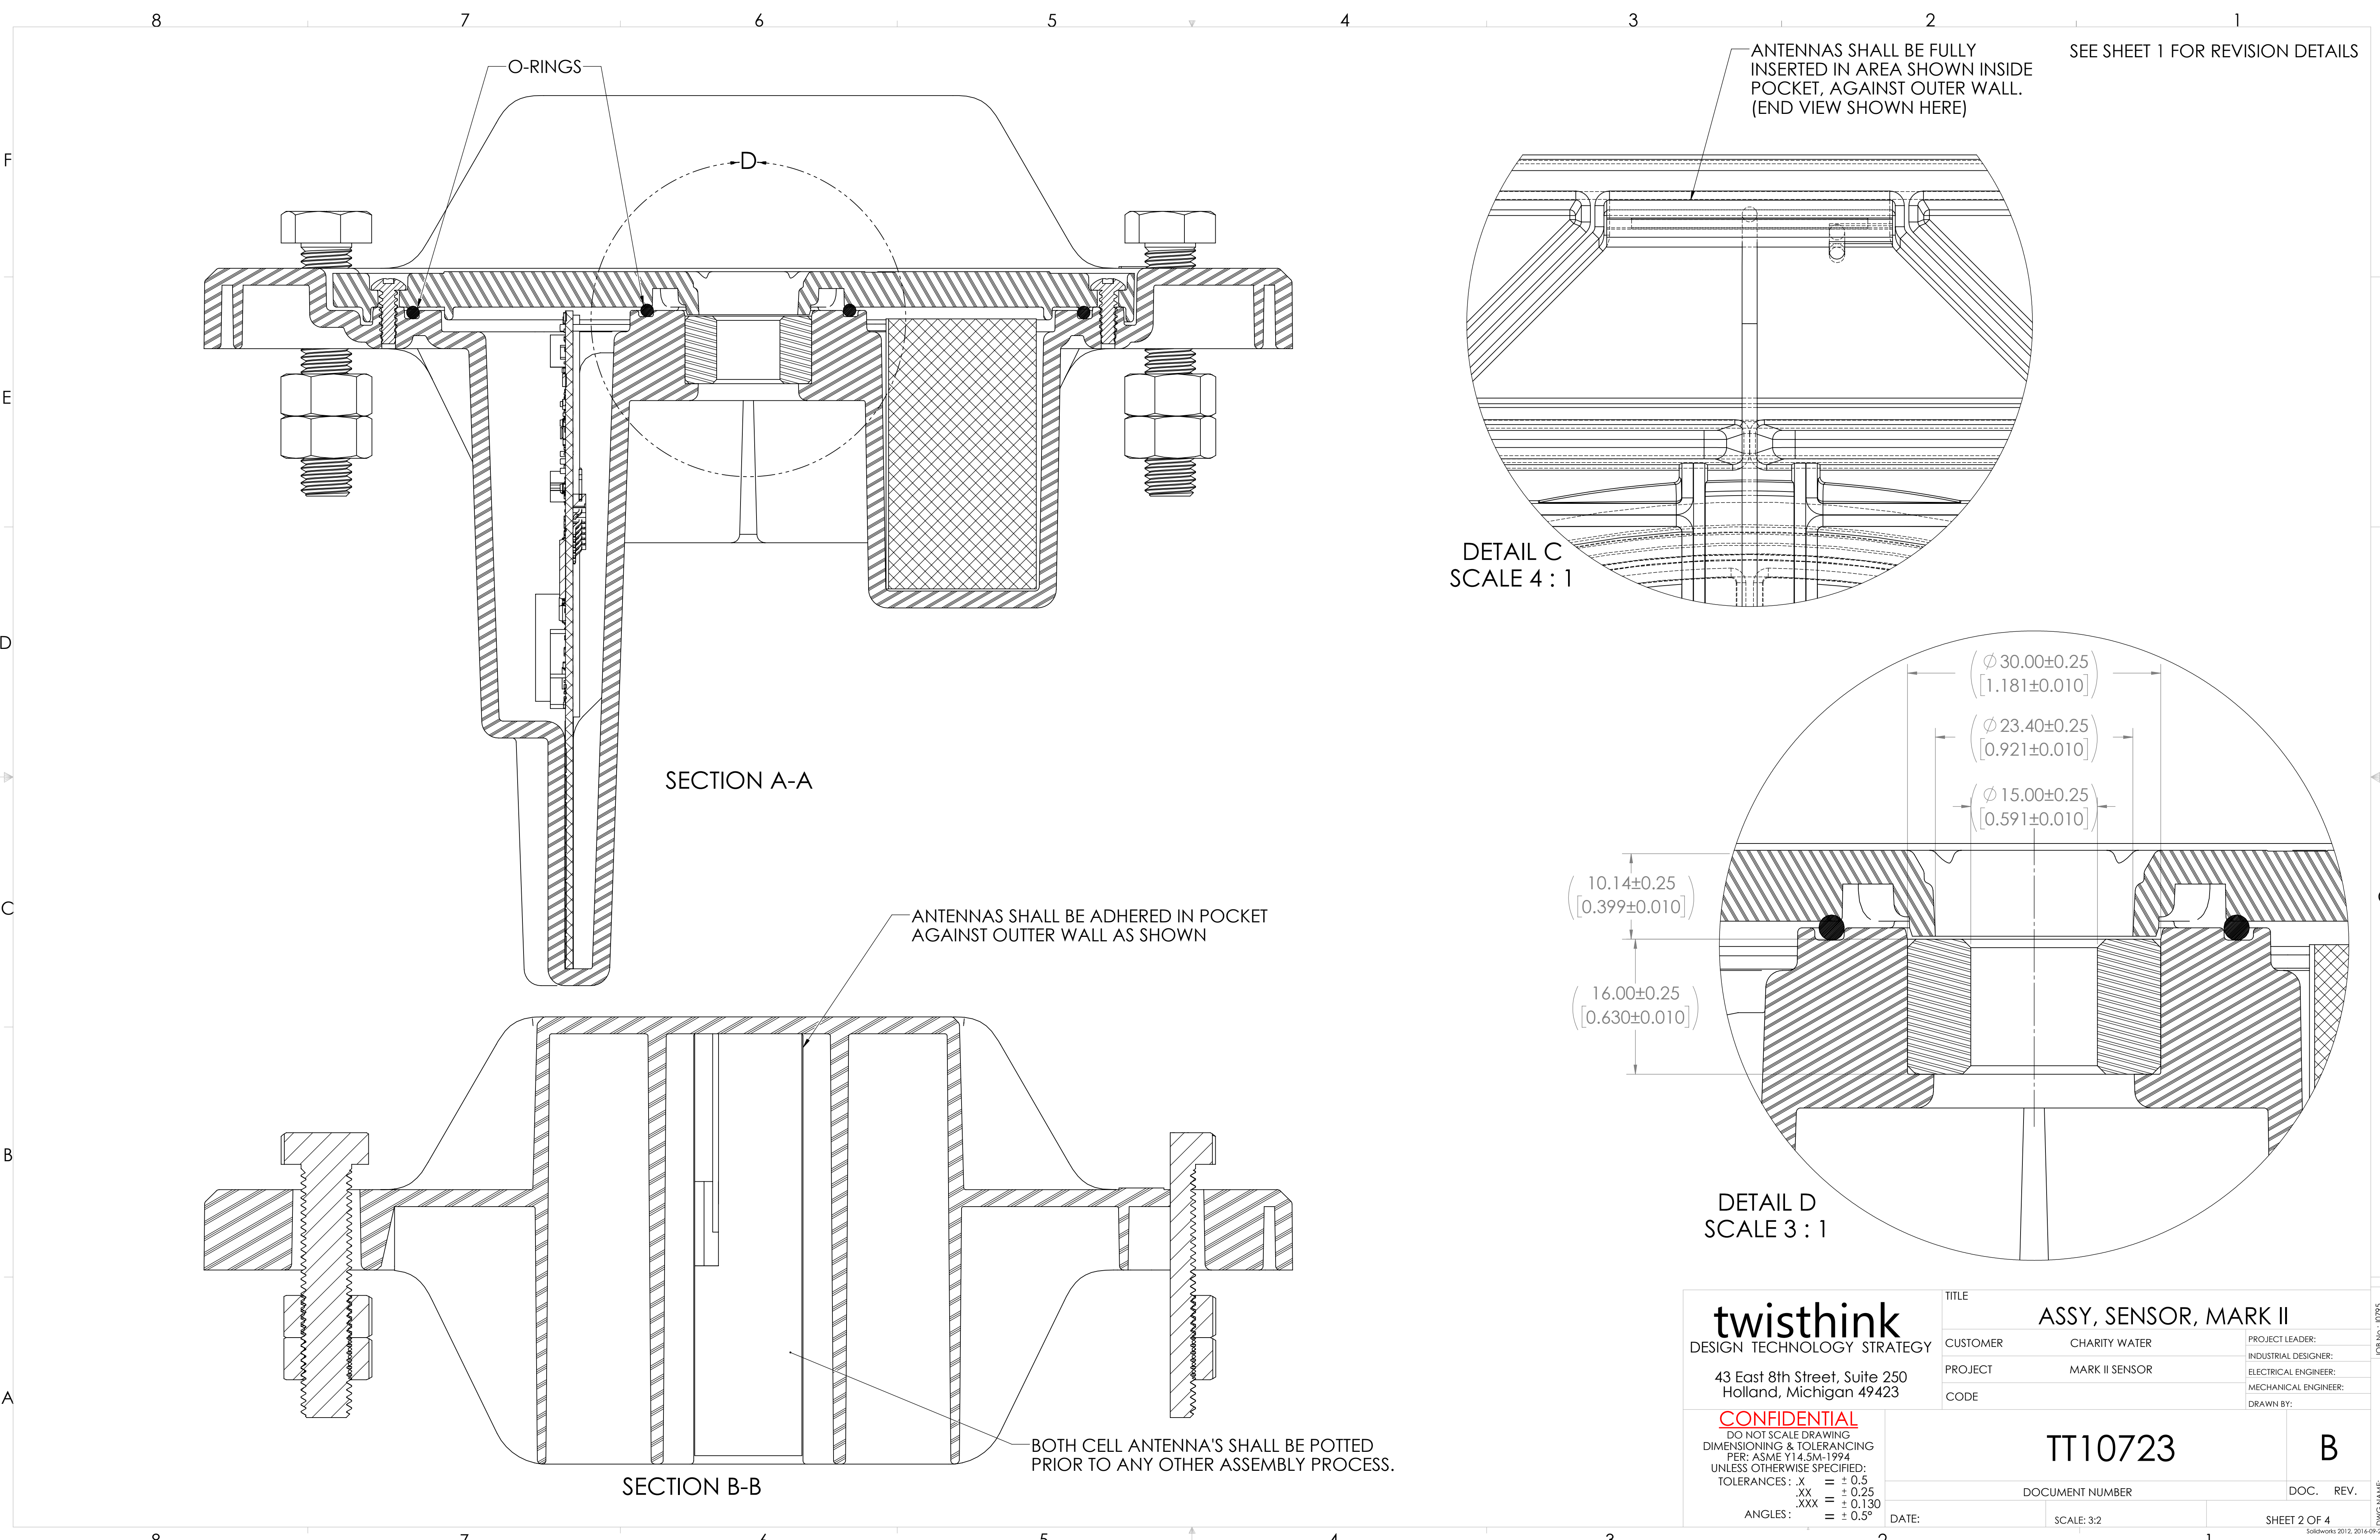 8 7 6 5 4 3 2 1
SEE SHEET 1 FOR REVISION DETAILS
O-RINGS
ANTENNAS SHALL BE FULLY
INSERTED IN AREA SHOWN INSIDE
POCKET, AGAINST OUTER WALL.
(END VIEW SHOWN HERE)
F
D
E
DETAIL C
SCALE 4 : 1
D
SECTION A-A
(∅30.00±0.25)
([1.181±0.010])
(∅23.40±0.25)
([0.921±0.010])
(∅15.00±0.25)
([0.591±0.010])
(10.14±0.25)
([0.399±0.010])
(16.00±0.25)
([0.630±0.010])
C
ANTENNAS SHALL BE ADHERED IN POCKET
AGAINST OUTTER WALL AS SHOWN
DETAIL D
SCALE 3 : 1
B
A
BOTH CELL ANTENNA'S SHALL BE POTTED
PRIOR TO ANY OTHER ASSEMBLY PROCESS.
SECTION B-B
twisthink
DESIGN TECHNOLOGY STRATEGY
43 East 8th Street, Suite 250
Holland, Michigan 49423
TITLE
ASSY, SENSOR, MARK II
CUSTOMER CHARITY WATER
PROJECT MARK II SENSOR
CODE
PROJECT LEADER:
INDUSTRIAL DESIGNER:
ELECTRICAL ENGINEER:
MECHANICAL ENGINEER:
DRAWN BY:
CONFIDENTIAL
DO NOT SCALE DRAWING
DIMENSIONING & TOLERANCING
PER: ASME Y14.5M-1994
UNLESS OTHERWISE SPECIFIED:
TOLERANCES: .X = ± 0.5
.XX = ± 0.25
.XXX = ± 0.130
ANGLES: = ± 0.5°
TT10723
B
DOCUMENT NUMBER
DOC. REV.
DATE:
SCALE: 3:2
SHEET 2 OF 4
8 7 6 5 4 3 2 1